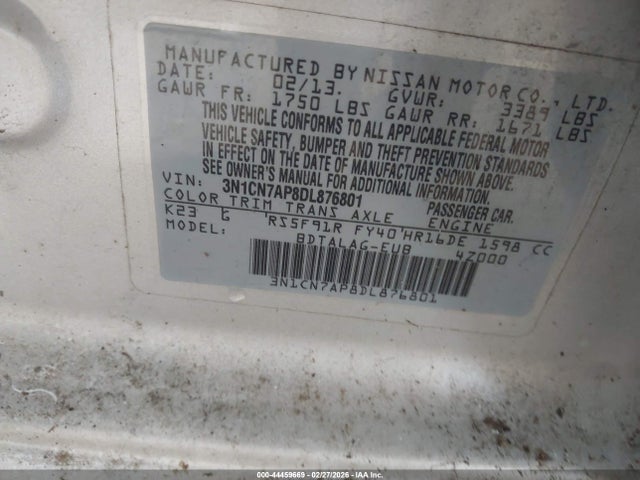 MANUFACTURED BY NISSAN MOTOR CO., LTD.
DATE: 02/13. GVWR: 3389 LBS
GAWR FR: 1750 LBS GAWR RR: 1671 LBS
THIS VEHICLE CONFORMS TO ALL APPLICABLE FEDERAL MOTOR
VEHICLE SAFETY, BUMPER AND THEFT PREVENTION STANDARDS
IN EFFECT ON THE DATE OF MANUFACTURE SHOWN ABOVE.
SEE OWNER'S MANUAL FOR ADDITIONAL INFORMATION.
VIN: 3N1CN7AP8DL876801 PASSENGER CAR.
COLOR TRIM TRANS AXLE ENGINE
K23 G RS5F91R FY40 HR16DE 1598 CC
MODEL: BDTALAG-EUB 4Z000
3N1CN7AP8DL876801
000-44459669 02/27/2026 - IAAI, Inc. Copyright